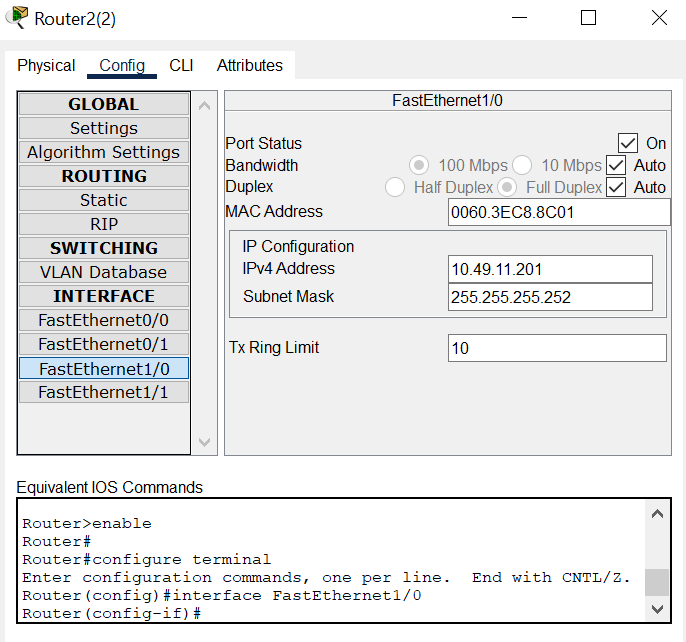 Router2(2)
Physical Config CLI Attributes
GLOBAL
Settings
Algorithm Settings
ROUTING
Static
RIP
SWITCHING
VLAN Database
INTERFACE
FastEthernet0/0
FastEthernet0/1
FastEthernet1/0
FastEthernet1/1
FastEthernet1/0
Port Status On
Bandwidth 100 Mbps 10 Mbps Auto
Duplex Half Duplex Full Duplex Auto
MAC Address 0060.3EC8.8C01
IP Configuration
IPv4 Address 10.49.11.201
Subnet Mask 255.255.255.252
Tx Ring Limit 10
Equivalent IOS Commands
Router>enable
Router#
Router#configure terminal
Enter configuration commands, one per line.  End with CNTL/Z.
Router(config)#interface FastEthernet1/0
Router(config-if)#